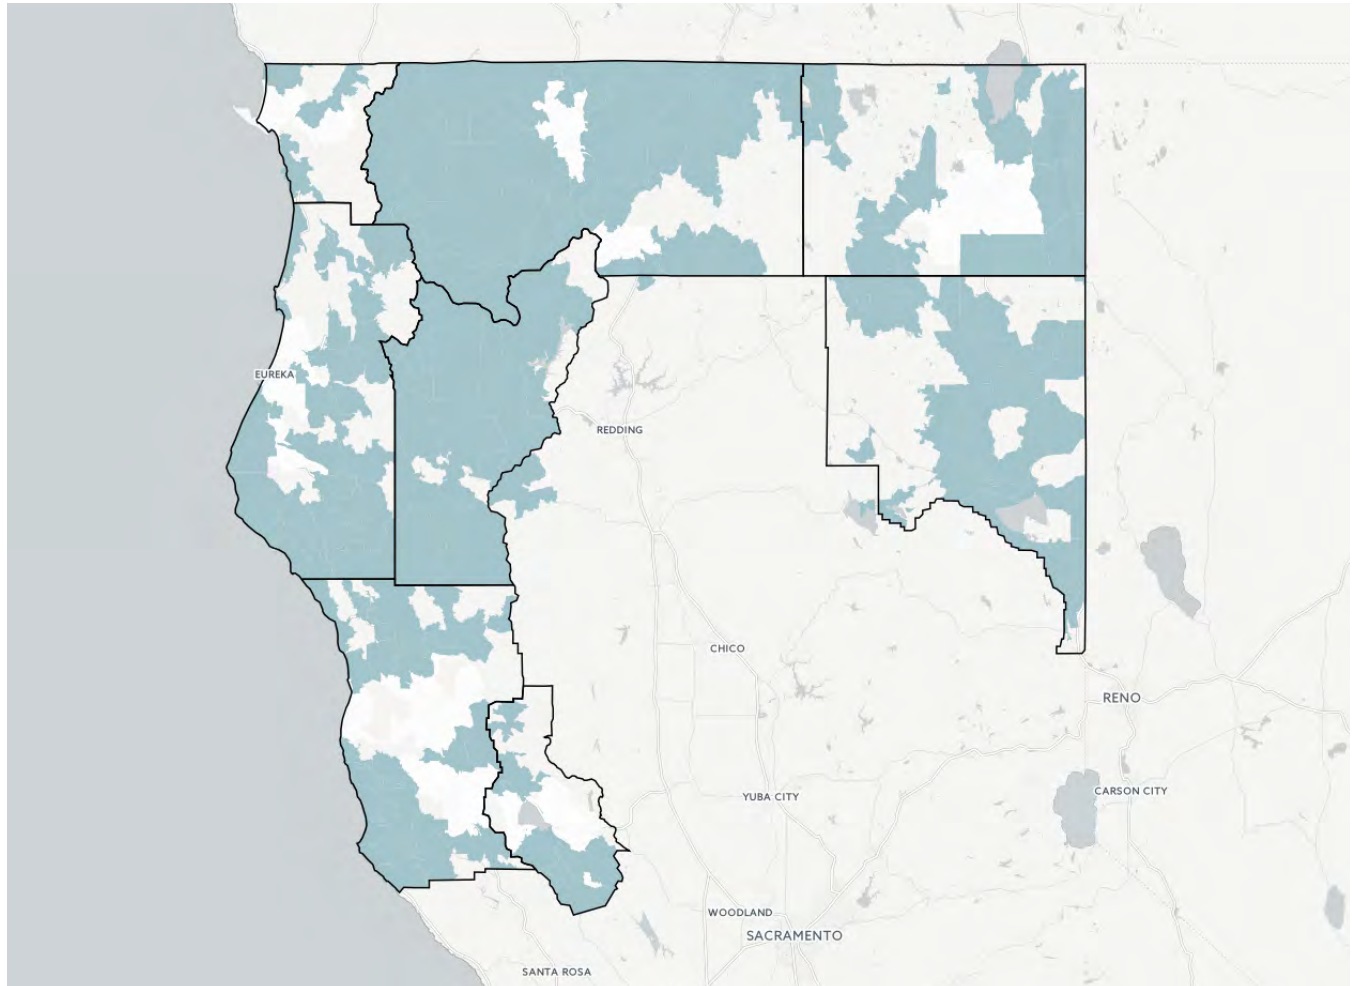 EUREKA
REDDING
CHICO
RENO
CARSON CITY
YUBA CITY
WOODLAND
SACRAMENTO
SANTA ROSA